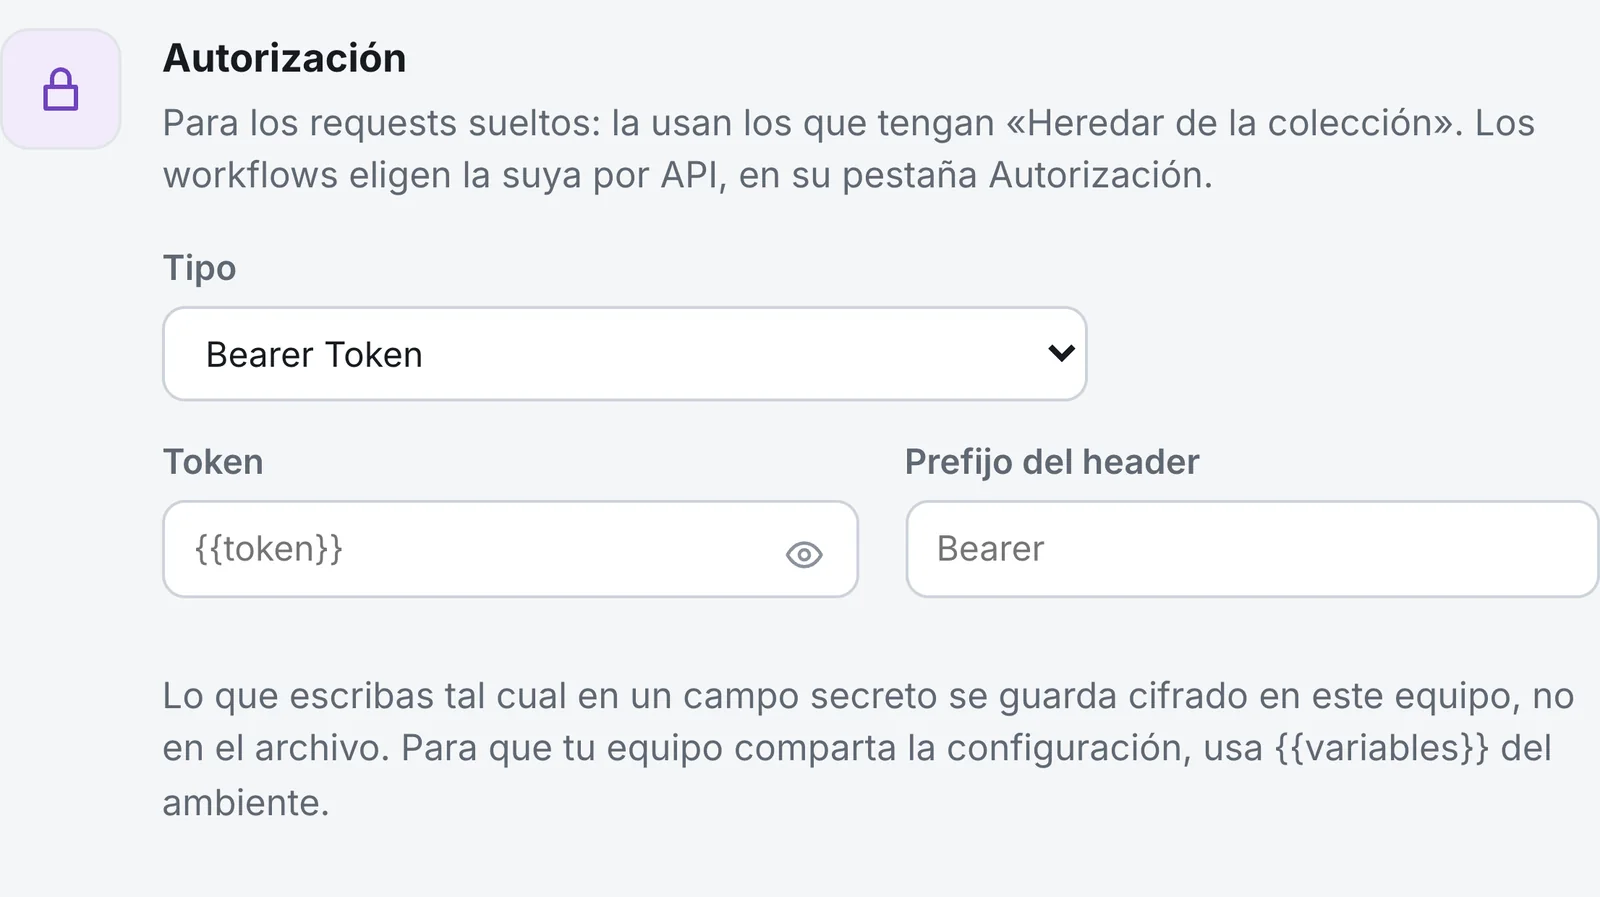 Autorización
Para los requests sueltos: la usan los que tengan «Heredar de la colección». Los
workflows eligen la suya por API, en su pestaña Autorización.
Tipo
Bearer Token
Token
Prefijo del header
{{token}}
Bearer
Lo que escribas tal cual en un campo secreto se guarda cifrado en este equipo, no
en el archivo. Para que tu equipo comparta la configuración, usa {{variables}} del
ambiente.